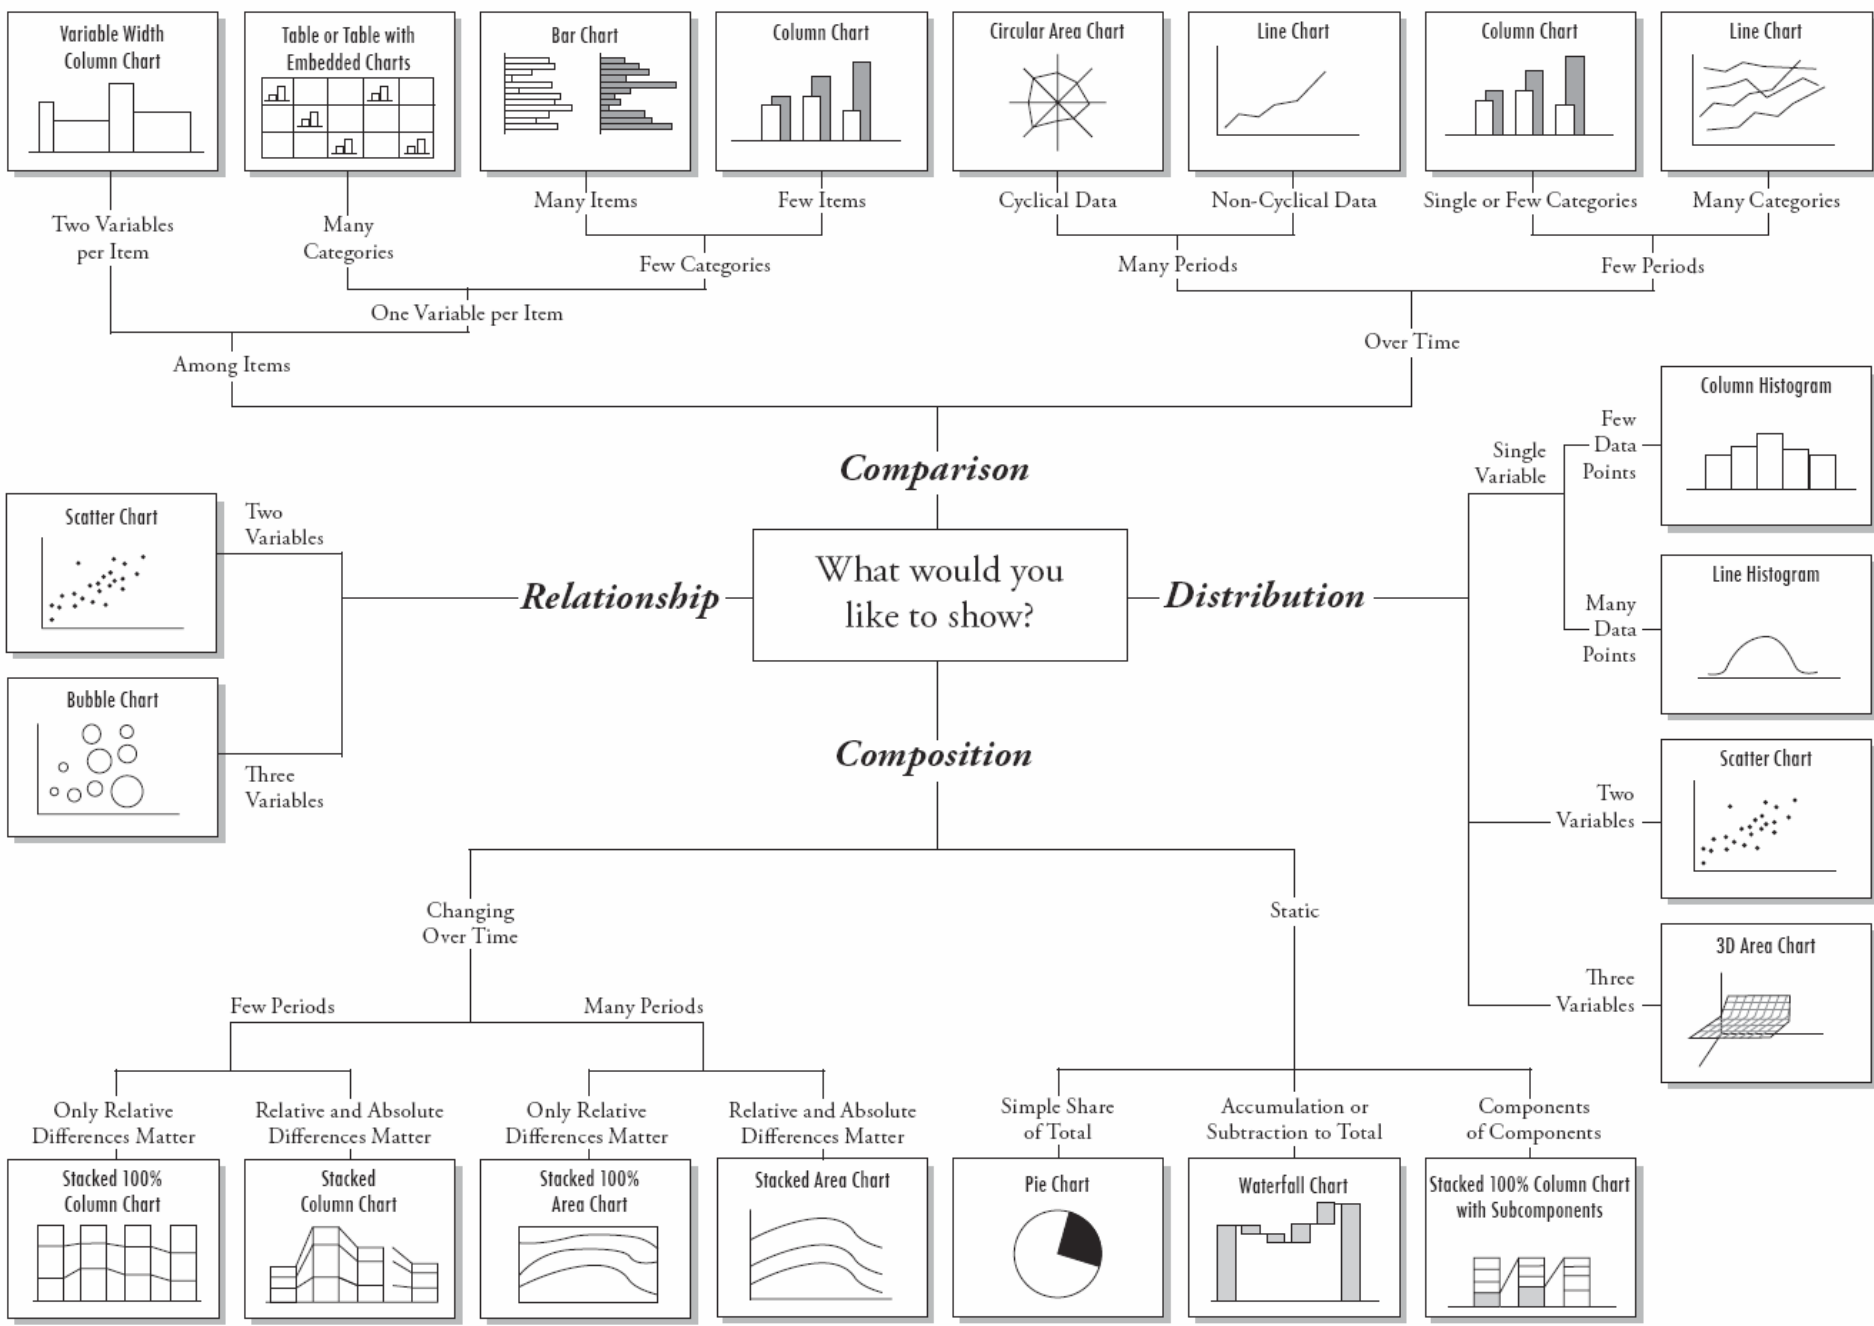 Variable Width
Column Chart
Table or Table with
Embedded Charts
Bar Chart
Column Chart
Circular Area Chart
Line Chart
Column Chart
Line Chart
Two Variables
per Item
Many
Categories
Many Items
Few Items
Cyclical Data
Non-Cyclical Data
Single or Few Categories
Many Categories
Few Categories
Many Periods
Few Periods
One Variable per Item
Among Items
Over Time
Comparison
What would you
like to show?
Relationship
Two
Variables
Scatter Chart
Three
Variables
Bubble Chart
Distribution
Single
Variable
Few
Data
Points
Column Histogram
Many
Data
Points
Line Histogram
Two
Variables
Scatter Chart
Three
Variables
3D Area Chart
Composition
Changing
Over Time
Static
Few Periods
Many Periods
Only Relative
Differences Matter
Relative and Absolute
Differences Matter
Only Relative
Differences Matter
Relative and Absolute
Differences Matter
Simple Share
of Total
Accumulation or
Subtraction to Total
Components
of Components
Stacked 100%
Column Chart
Stacked
Column Chart
Stacked 100%
Area Chart
Stacked Area Chart
Pie Chart
Waterfall Chart
Stacked 100% Column Chart
with Subcomponents